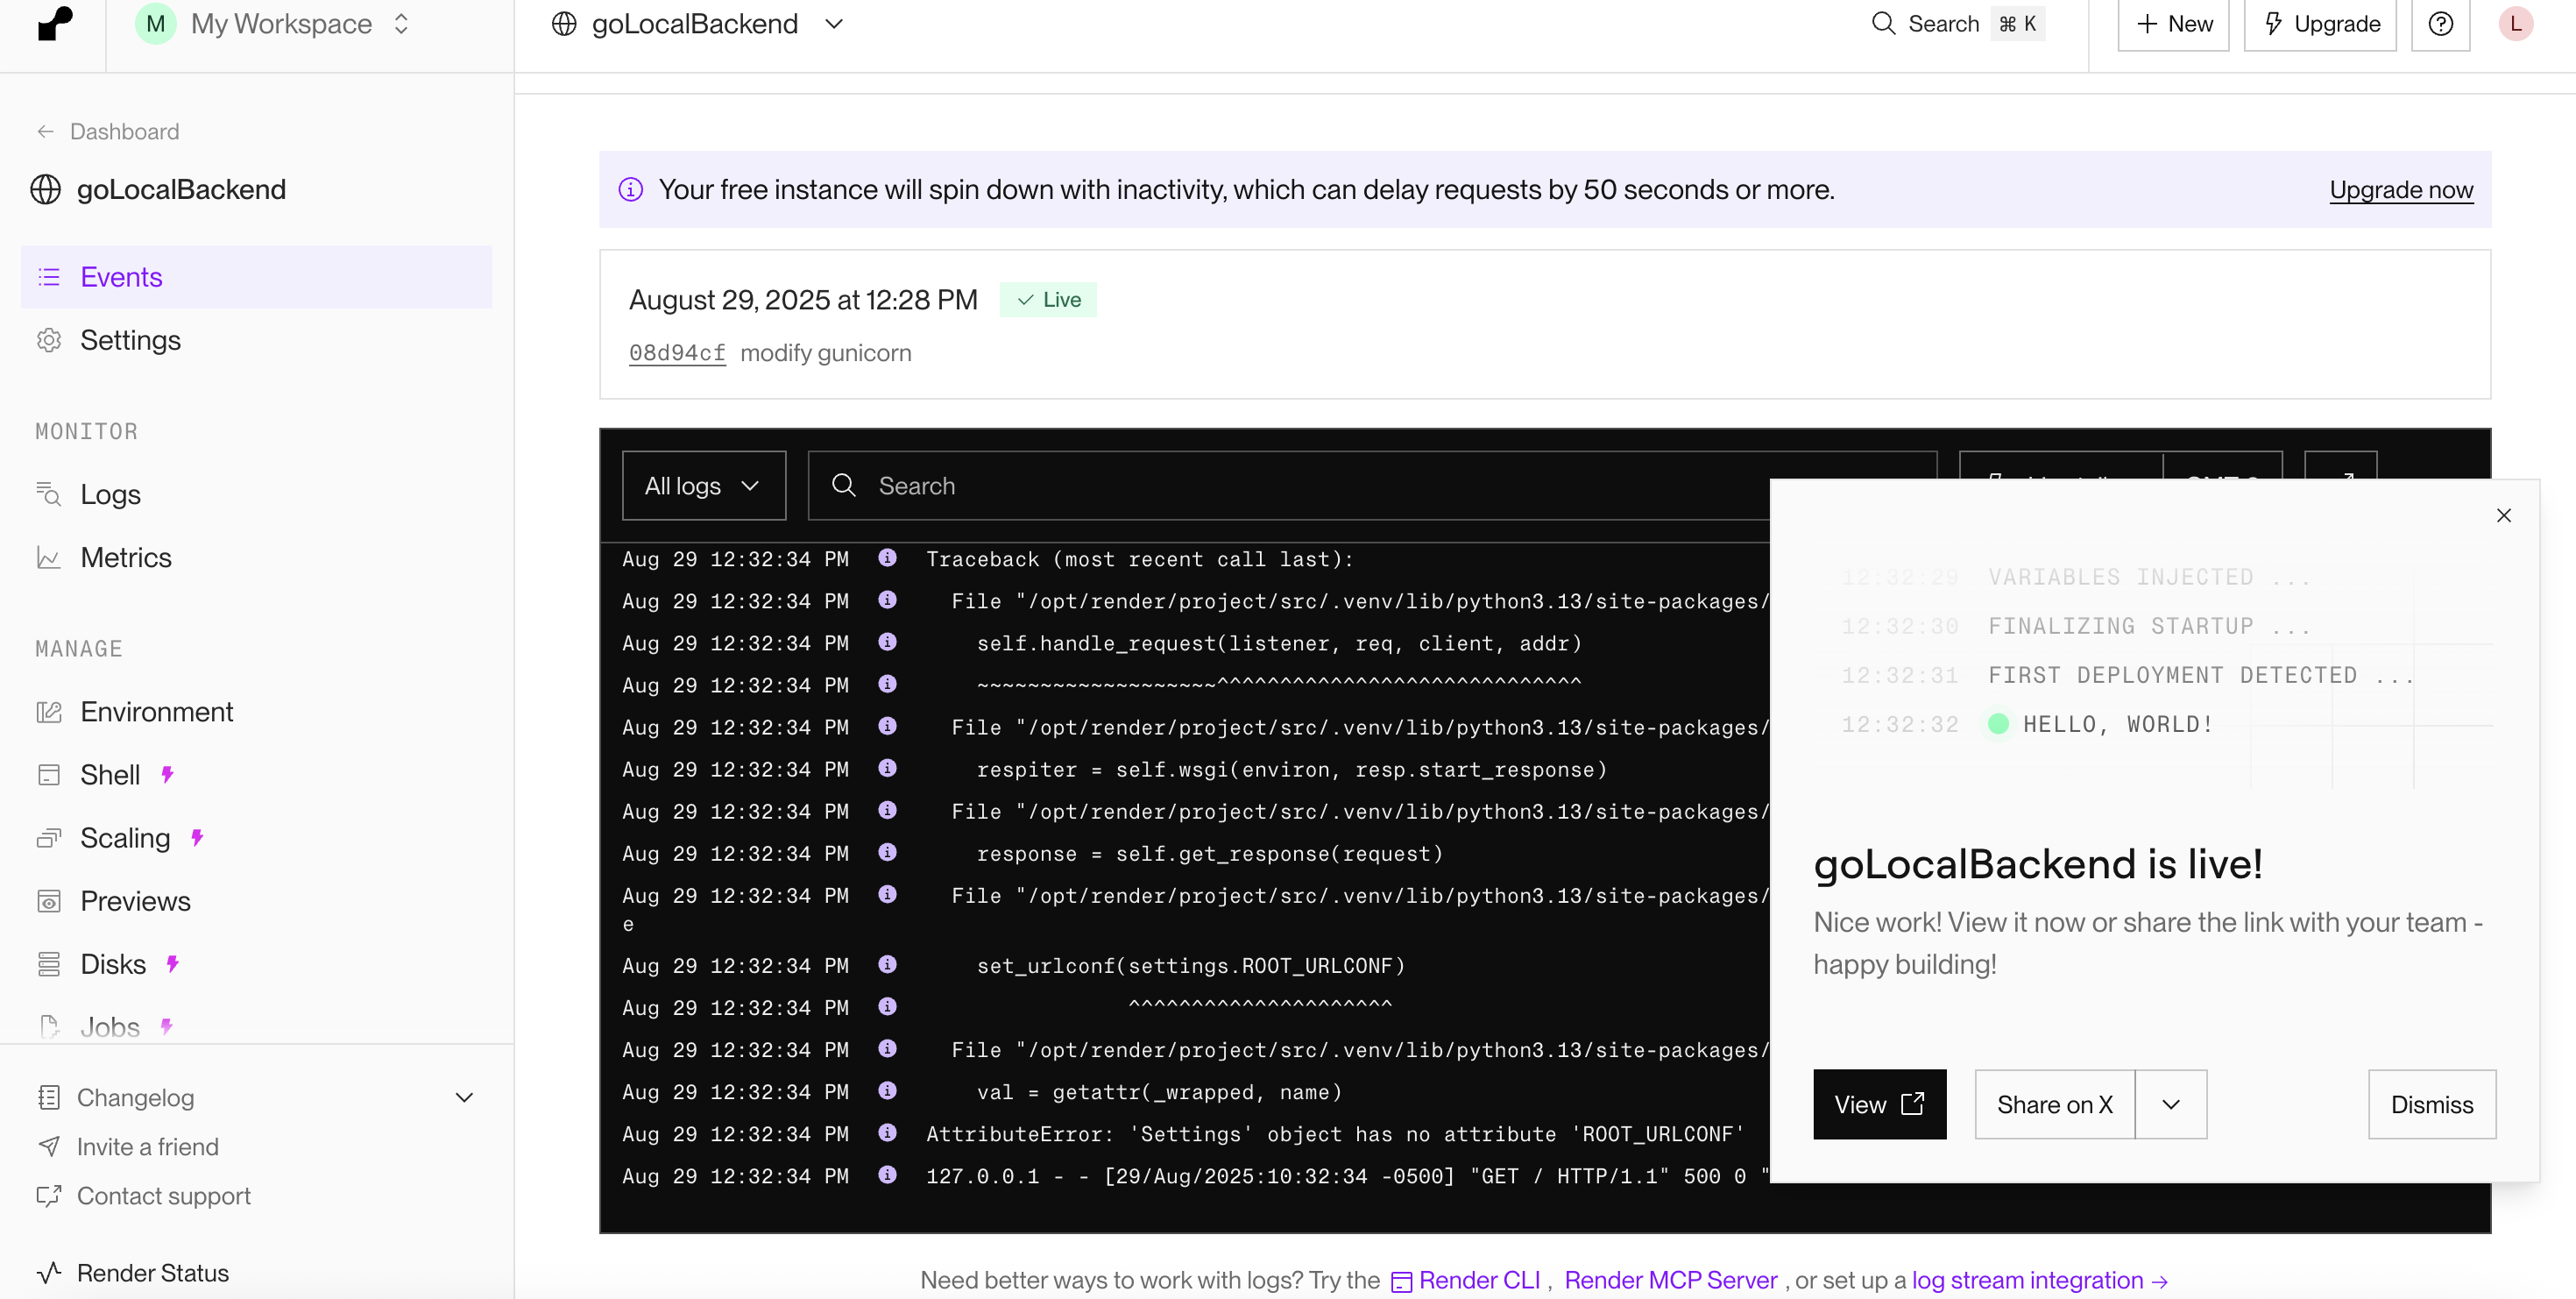 M My Workspace
goLocalBackend
Search ⌘ K
+ New
Upgrade
L
← Dashboard
goLocalBackend
Events
Settings
MONITOR
Logs
Metrics
MANAGE
Environment
Shell
Scaling
Previews
Disks
Jobs
Changelog
Invite a friend
Contact support
Render Status
Your free instance will spin down with inactivity, which can delay requests by 50 seconds or more.
Upgrade now
August 29, 2025 at 12:28 PM Live
08d94cf modify gunicorn
All logs
Search
Aug 29 12:32:34 PM Traceback (most recent call last):
Aug 29 12:32:34 PM File "/opt/render/project/src/.venv/lib/python3.13/site-packages/
Aug 29 12:32:34 PM self.handle_request(listener, req, client, addr)
Aug 29 12:32:34 PM ~~~~~~~~~~~~~~~~~~~^^^^^^^^^^^^^^^^^^^^^^^^^^^^^
Aug 29 12:32:34 PM File "/opt/render/project/src/.venv/lib/python3.13/site-packages/
Aug 29 12:32:34 PM respiter = self.wsgi(environ, resp.start_response)
Aug 29 12:32:34 PM File "/opt/render/project/src/.venv/lib/python3.13/site-packages/
Aug 29 12:32:34 PM response = self.get_response(request)
Aug 29 12:32:34 PM File "/opt/render/project/src/.venv/lib/python3.13/site-packages/
e
Aug 29 12:32:34 PM set_urlconf(settings.ROOT_URLCONF)
Aug 29 12:32:34 PM ^^^^^^^^^^^^^^^^^^^^^
Aug 29 12:32:34 PM File "/opt/render/project/src/.venv/lib/python3.13/site-packages/
Aug 29 12:32:34 PM val = getattr(_wrapped, name)
Aug 29 12:32:34 PM AttributeError: 'Settings' object has no attribute 'ROOT_URLCONF'
Aug 29 12:32:34 PM 127.0.0.1 - - [29/Aug/2025:10:32:34 -0500] "GET / HTTP/1.1" 500 0 "
12:32:29 VARIABLES INJECTED ...
12:32:30 FINALIZING STARTUP ...
12:32:31 FIRST DEPLOYMENT DETECTED ...
12:32:32 HELLO, WORLD!
goLocalBackend is live!
Nice work! View it now or share the link with your team -
happy building!
View
Share on X
Dismiss
Need better ways to work with logs? Try the Render CLI , Render MCP Server , or set up a log stream integration →